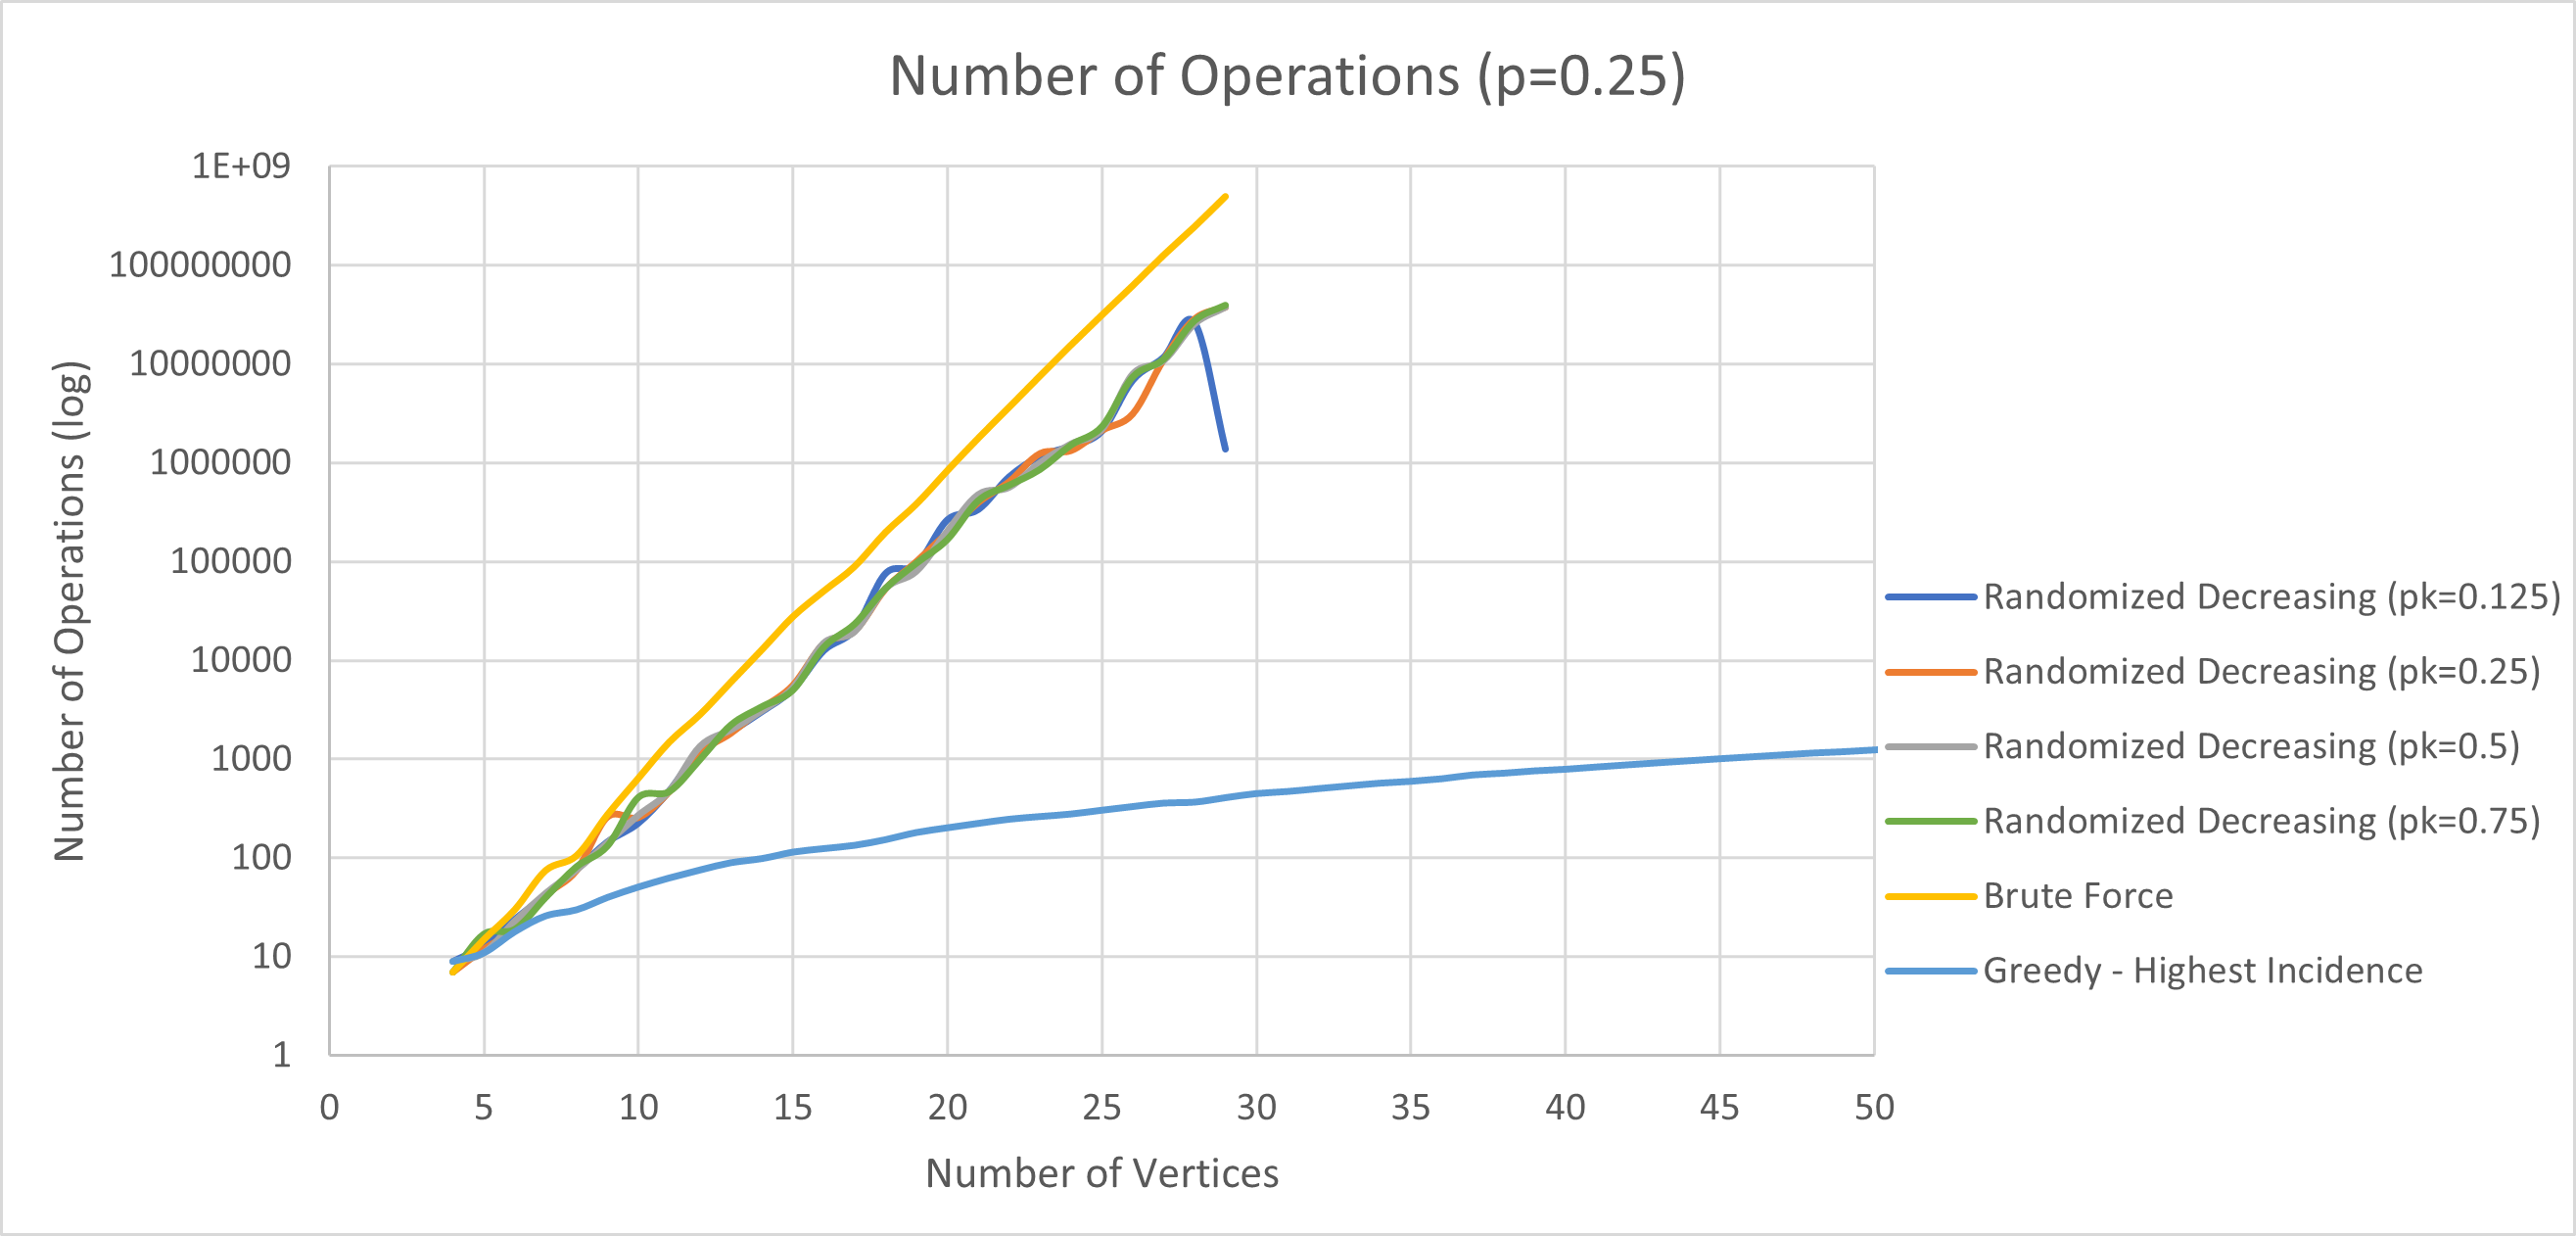 Number of Operations (p=0.25)
Number of Operations (log)
1E+09
100000000
10000000
1000000
100000
10000
1000
100
10
1
0 5 10 15 20 25 30 35 40 45 50
Number of Vertices
Randomized Decreasing (pk=0.125)
Randomized Decreasing (pk=0.25)
Randomized Decreasing (pk=0.5)
Randomized Decreasing (pk=0.75)
Brute Force
Greedy - Highest Incidence